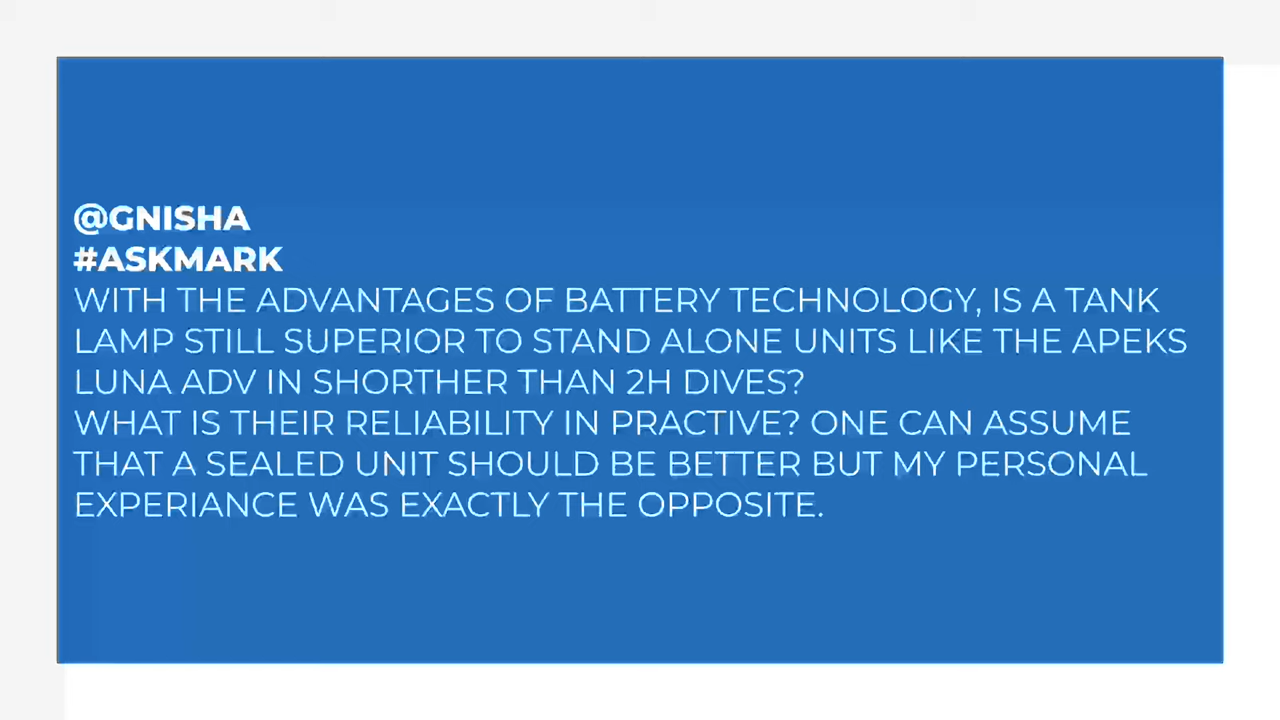 @GNISHA
#ASKMARK
WITH THE ADVANTAGES OF BATTERY TECHNOLOGY, IS A TANK
LAMP STILL SUPERIOR TO STAND ALONE UNITS LIKE THE APEKS
LUNA ADV IN SHORTHER THAN 2H DIVES?
WHAT IS THEIR RELIABILITY IN PRACTIVE? ONE CAN ASSUME
THAT A SEALED UNIT SHOULD BE BETTER BUT MY PERSONAL
EXPERIANCE WAS EXACTLY THE OPPOSITE.